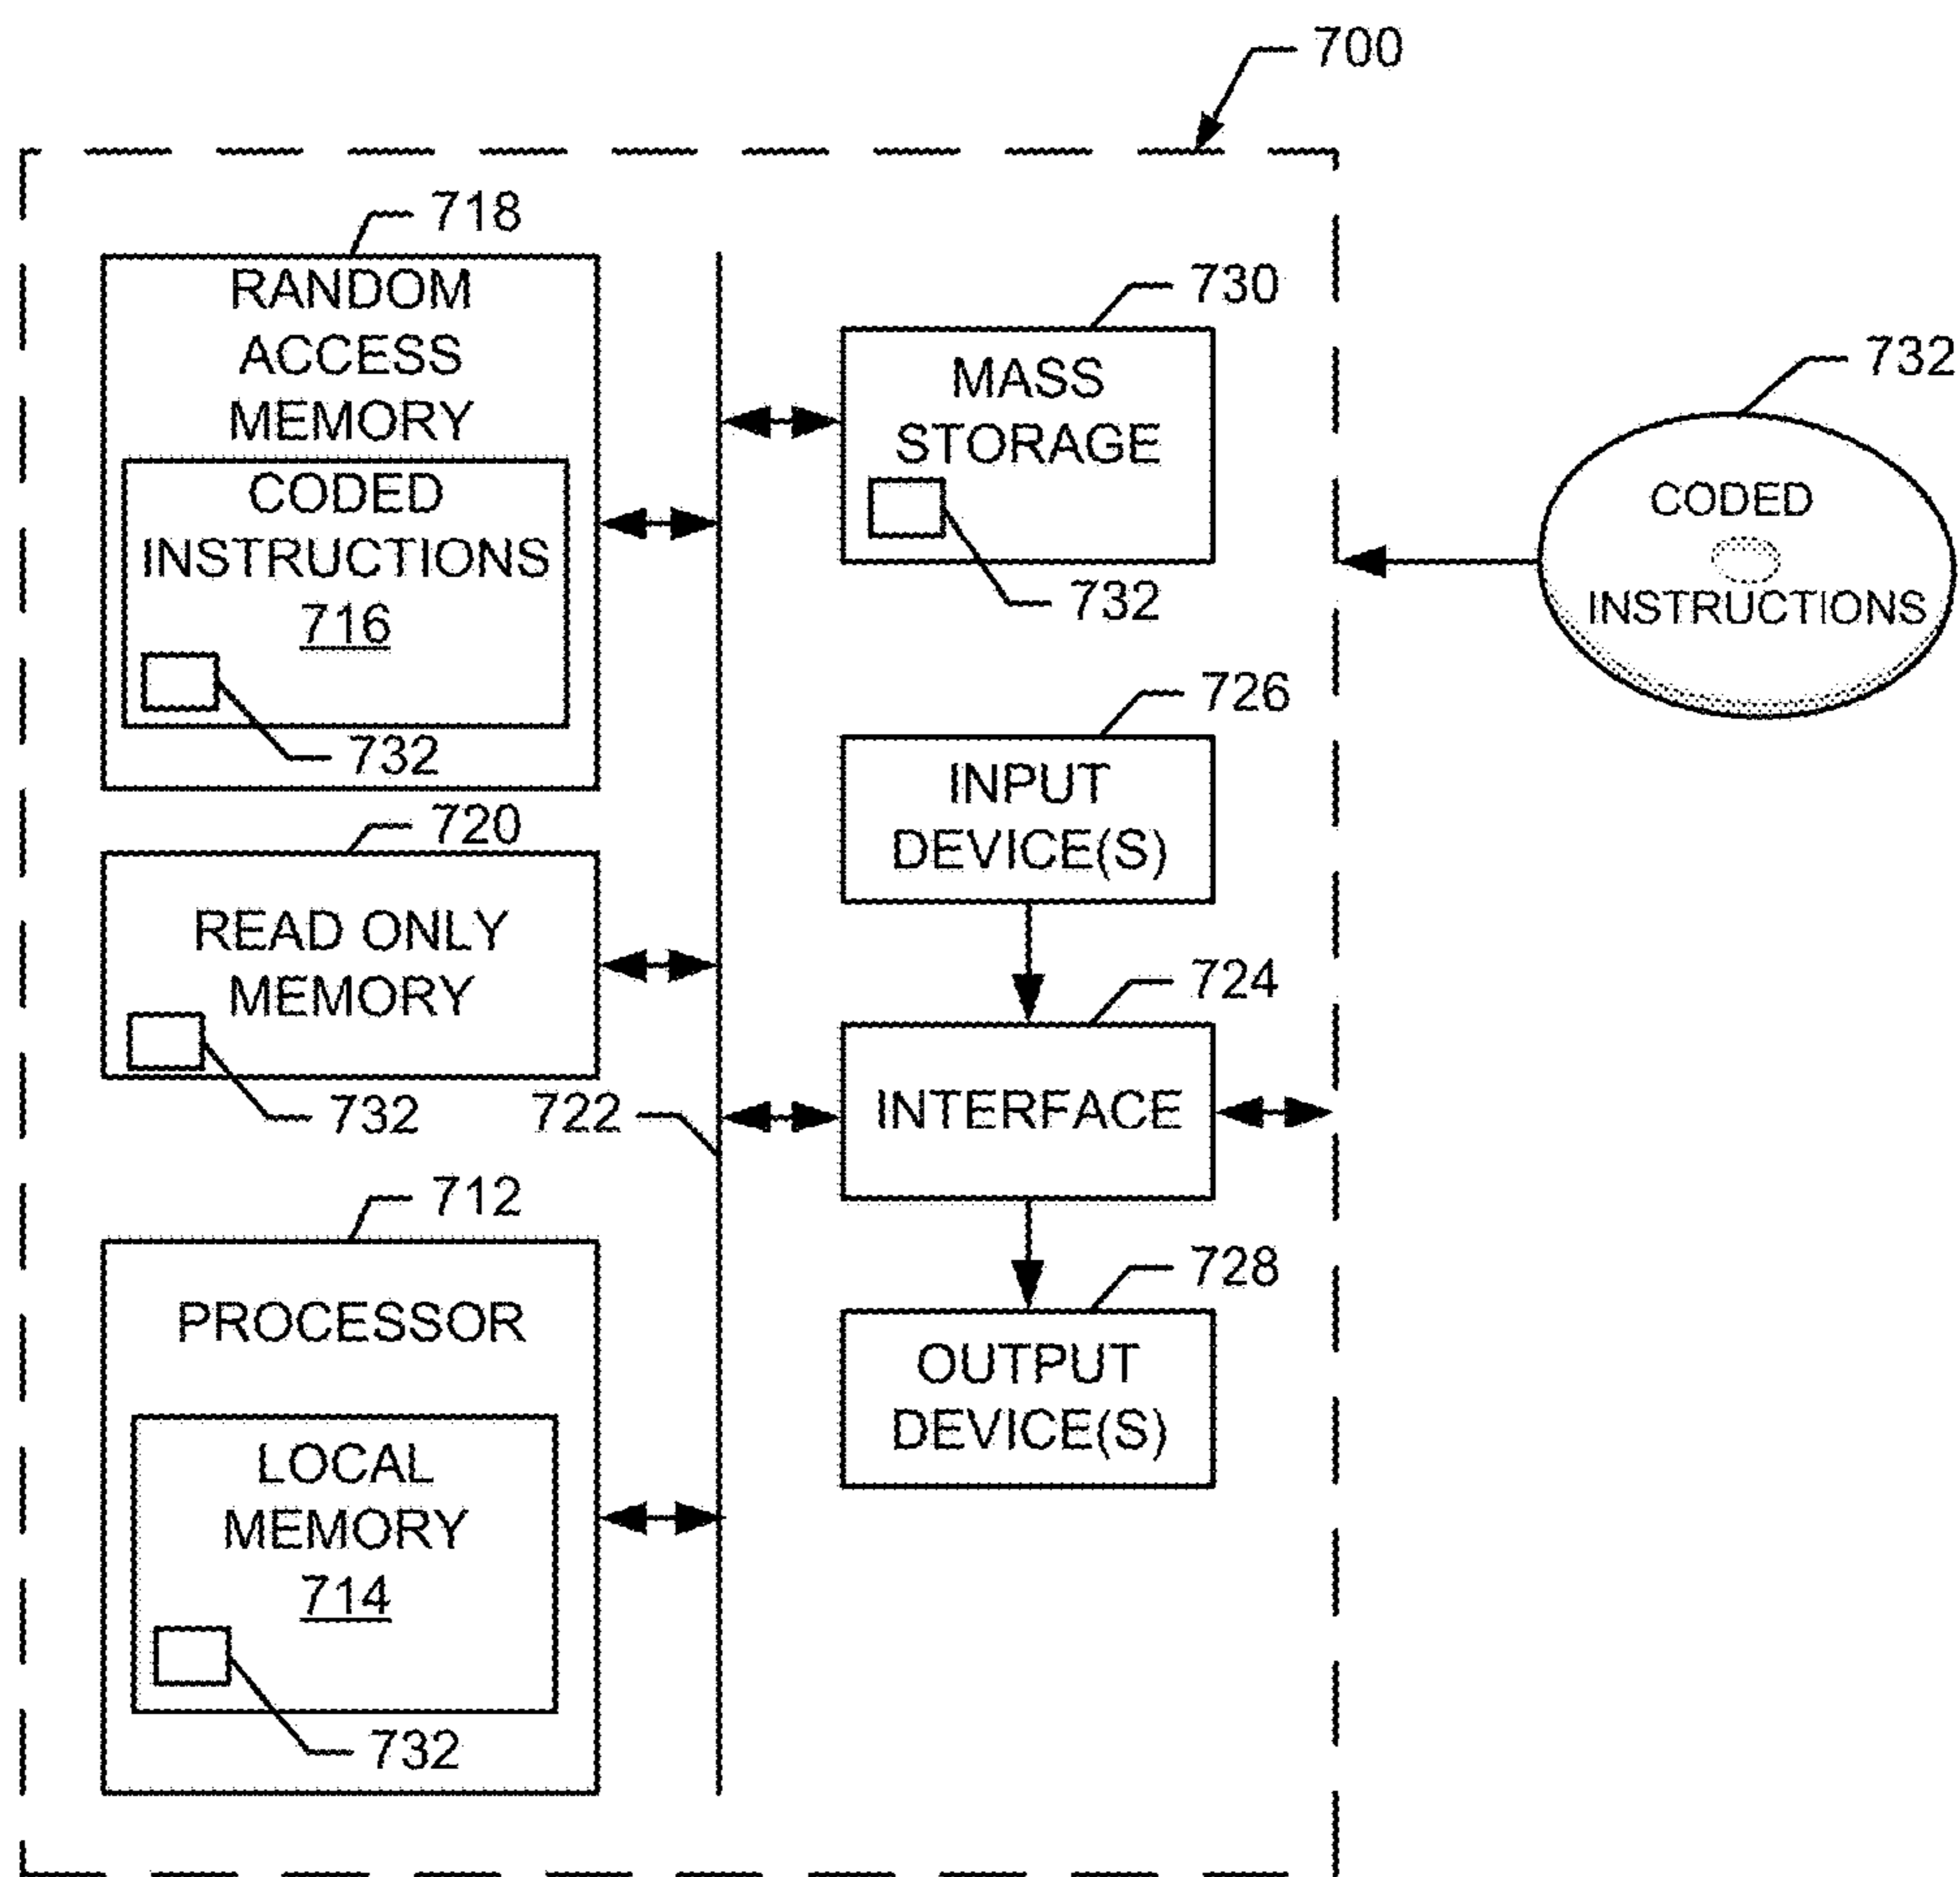 700
718
RANDOM
ACCESS
MEMORY
CODED
INSTRUCTIONS
716
732
730
MASS
STORAGE
732
732
CODED
INSTRUCTIONS
726
INPUT
DEVICE(S)
720
READ ONLY
MEMORY
732
722
724
INTERFACE
712
PROCESSOR
LOCAL
MEMORY
714
732
728
OUTPUT
DEVICE(S)